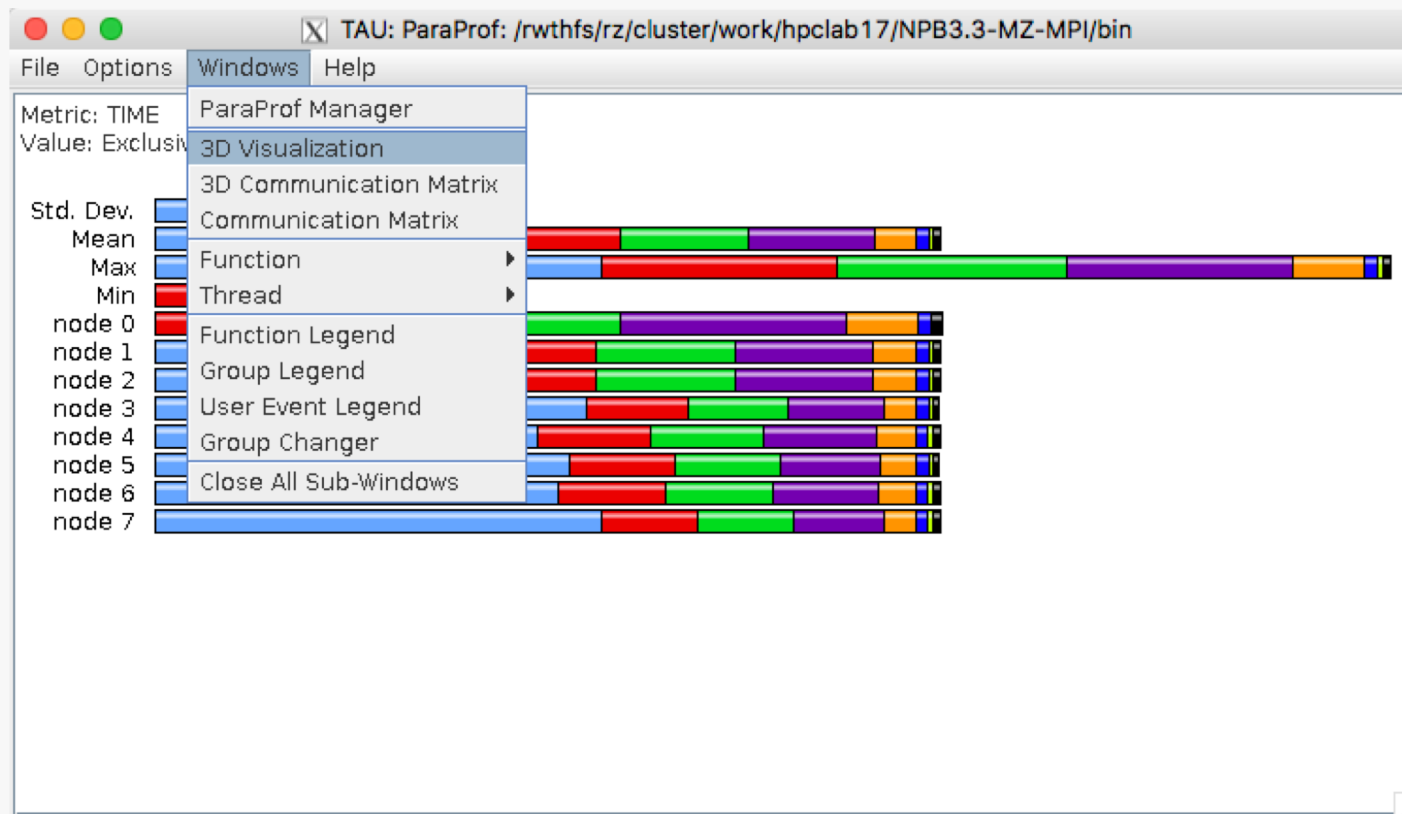 TAU: ParaProf: /rwthfs/rz/cluster/work/hpclab17/NPB3.3-MZ-MPI/bin
File Options Windows Help
Metric: TIME
Value:
ParaProf Manager
3D Visualization
3D Communication Matrix
Communication Matrix
Function
Thread
Function Legend
Group Legend
User Event Legend
Group Changer
Close All Sub-Windows
Std. Dev.
Mean
Max
Min
node 0
node 1
node 2
node 3
node 4
node 5
node 6
node 7